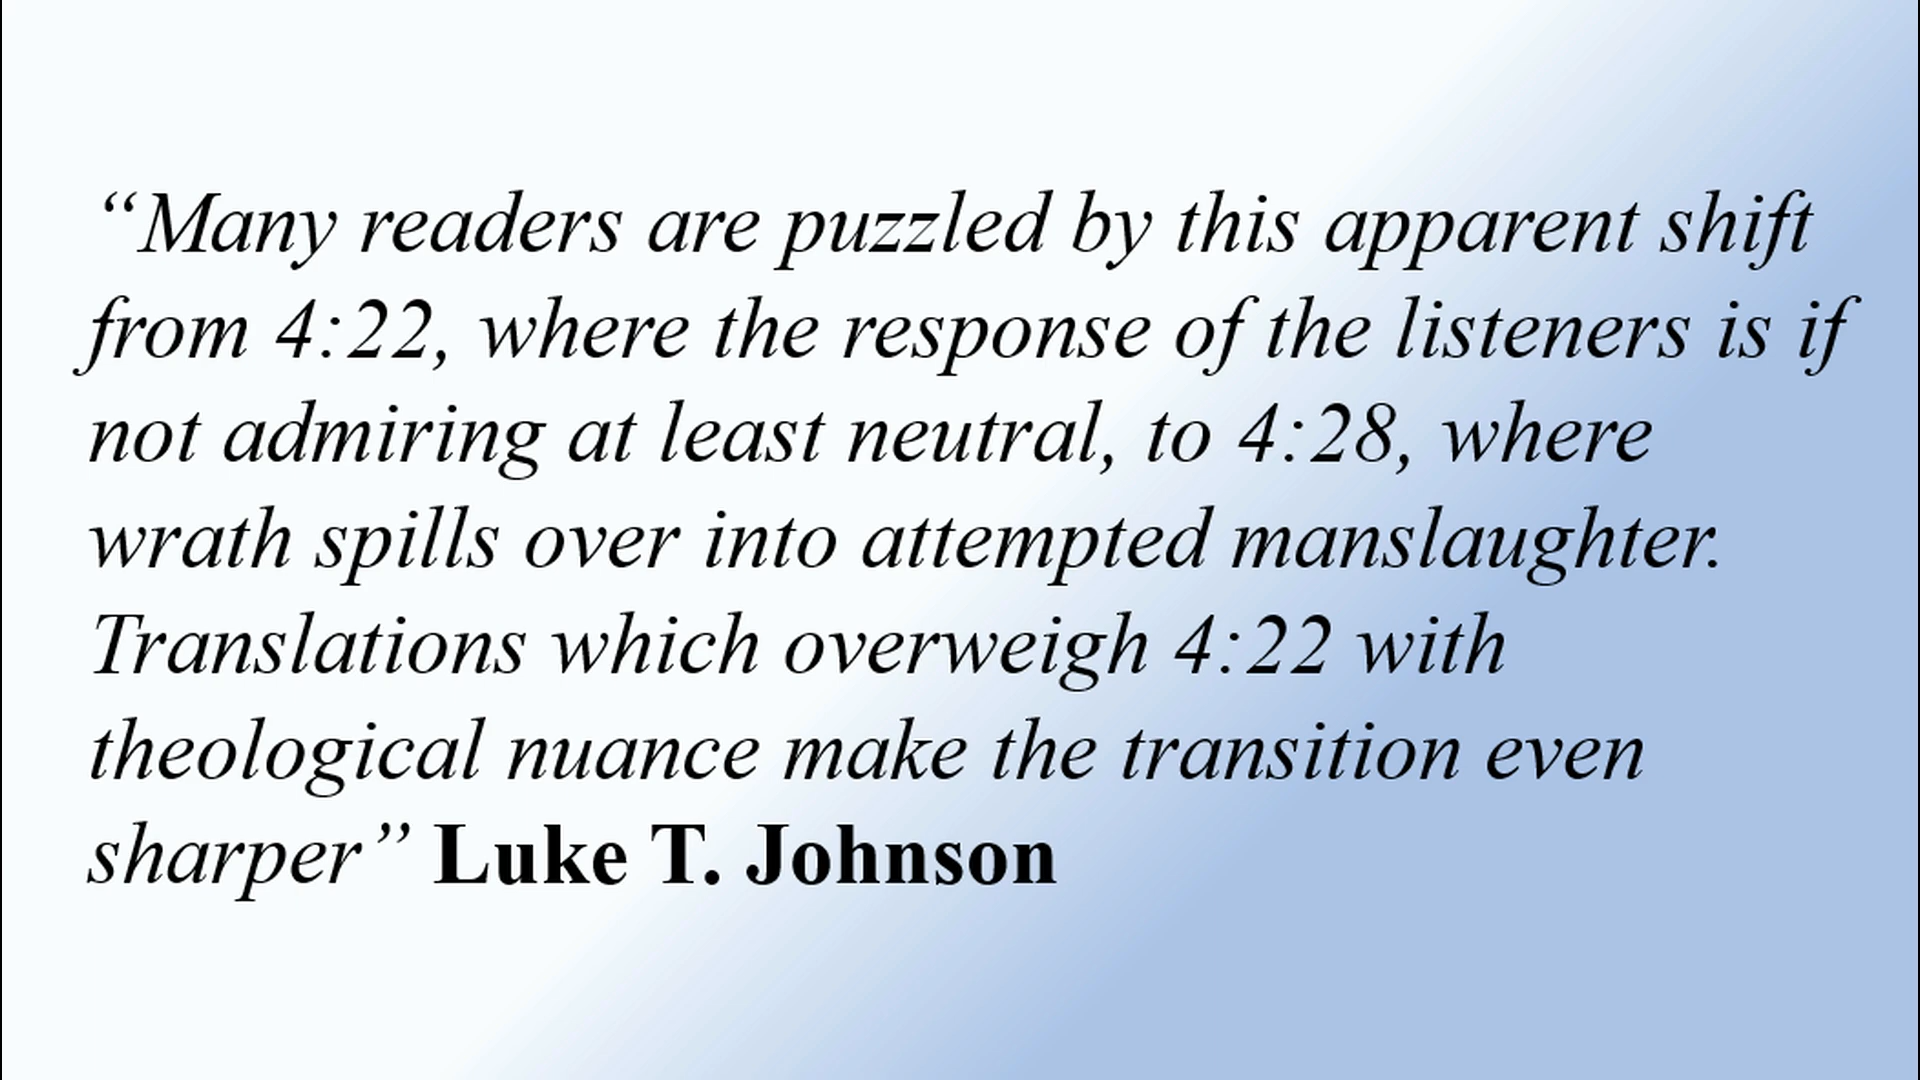 “Many readers are puzzled by this apparent shift
from 4:22, where the response of the listeners is if
not admiring at least neutral, to 4:28, where
wrath spills over into attempted manslaughter.
Translations which overweigh 4:22 with
theological nuance make the transition even
sharper” Luke T. Johnson